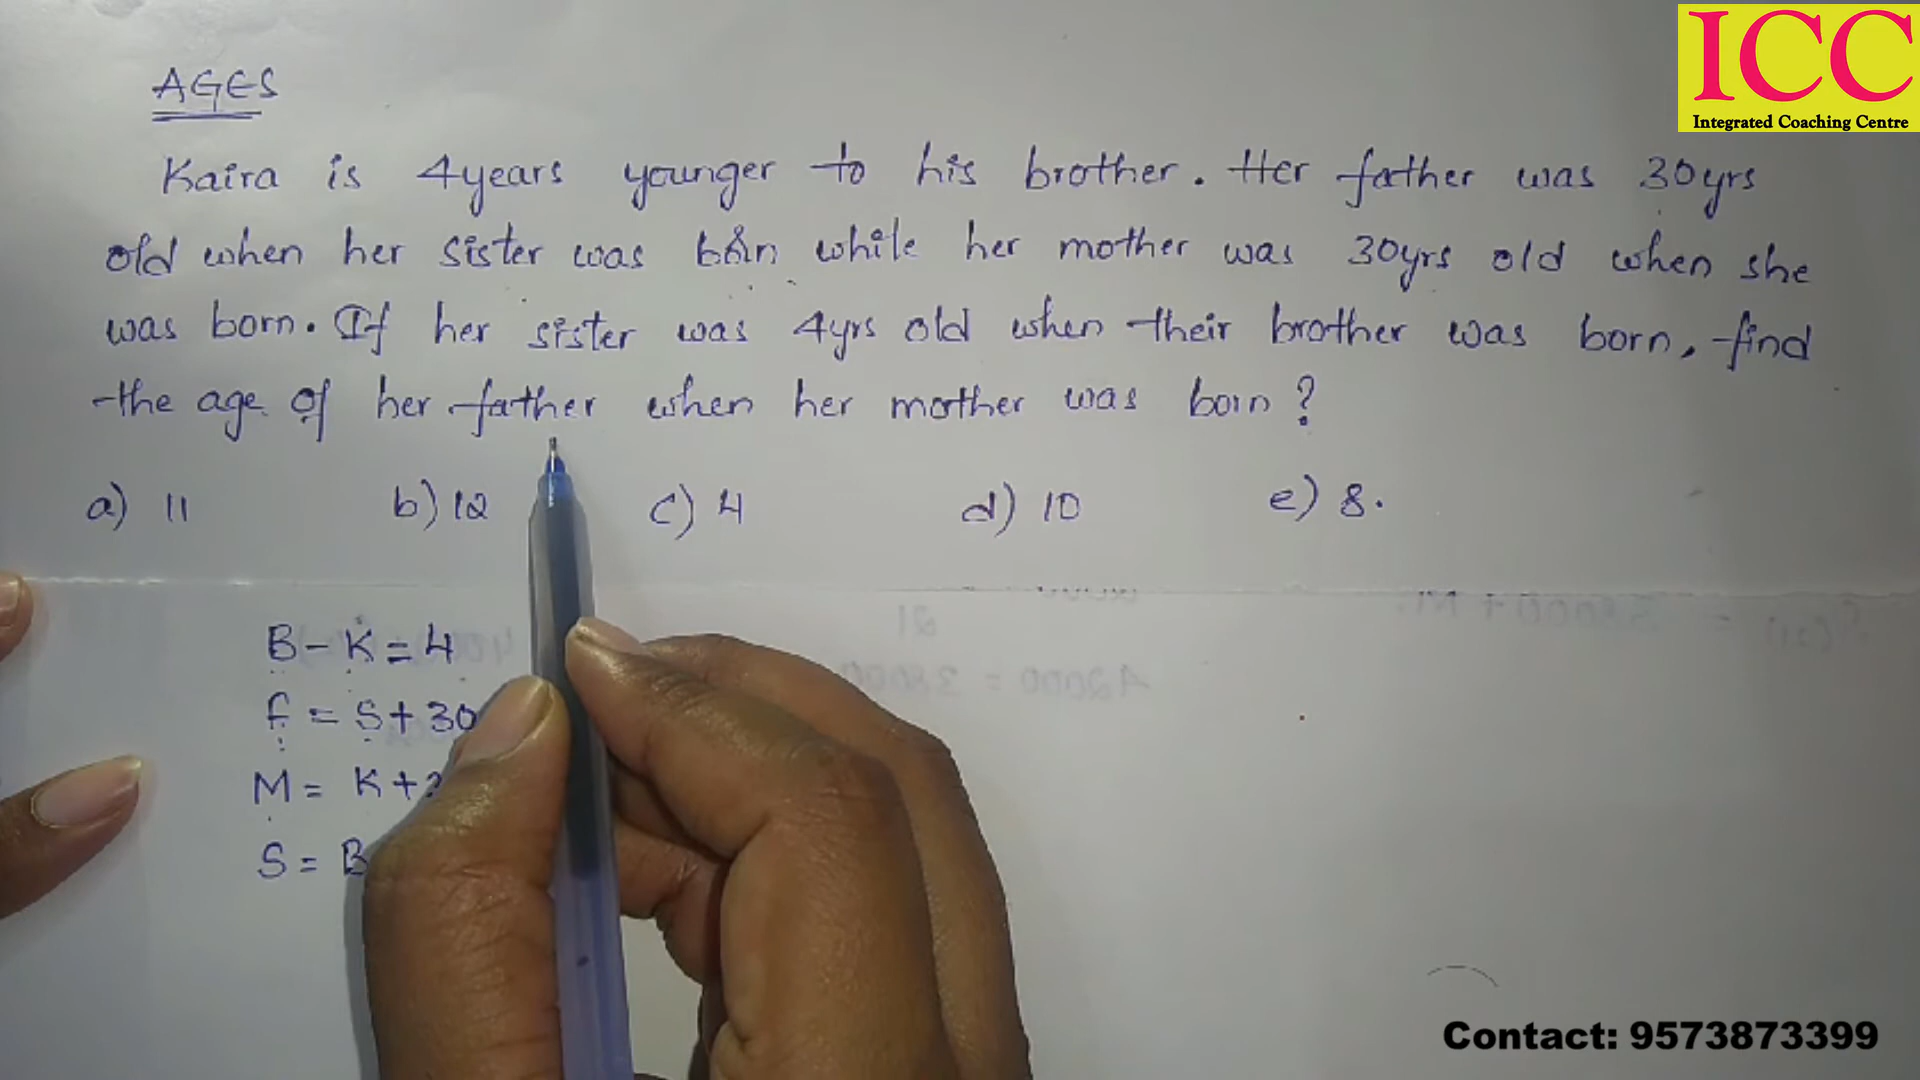 ICC
Integrated Coaching Centre
AGES
Kaira is 4years younger to his brother. Her father was 30yrs
old when her sister was born while her mother was 30yrs old when she
was born. If her sister was 4yrs old when their brother was born, find
the age of her father when her mother was born?
a) 11 b) 12 c) 4 d) 10 e) 8.
B - K = 4
F = S + 30
M = K +
S = B
Contact: 9573873399